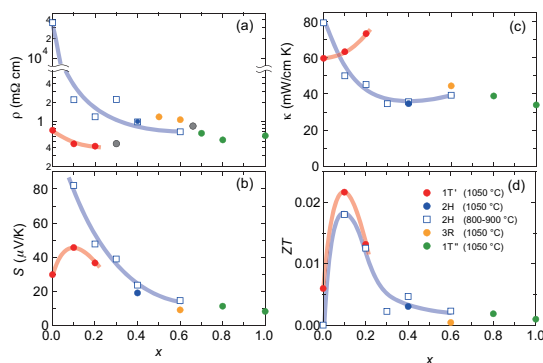 (a)
ρ (mΩ cm)
4
2
10⁴
4
2
1
4
2
(b)
S (μV/K)
80
60
40
20
0
0.0 0.2 0.4 0.6 0.8 1.0
x
(c)
κ (mW/cm K)
80
60
40
20
0
(d)
ZT
0.02
0.01
0.00
1T' (1050 °C)
2H (1050 °C)
2H (800-900 °C)
3R (1050 °C)
1T" (1050 °C)
0.0 0.2 0.4 0.6 0.8 1.0
x